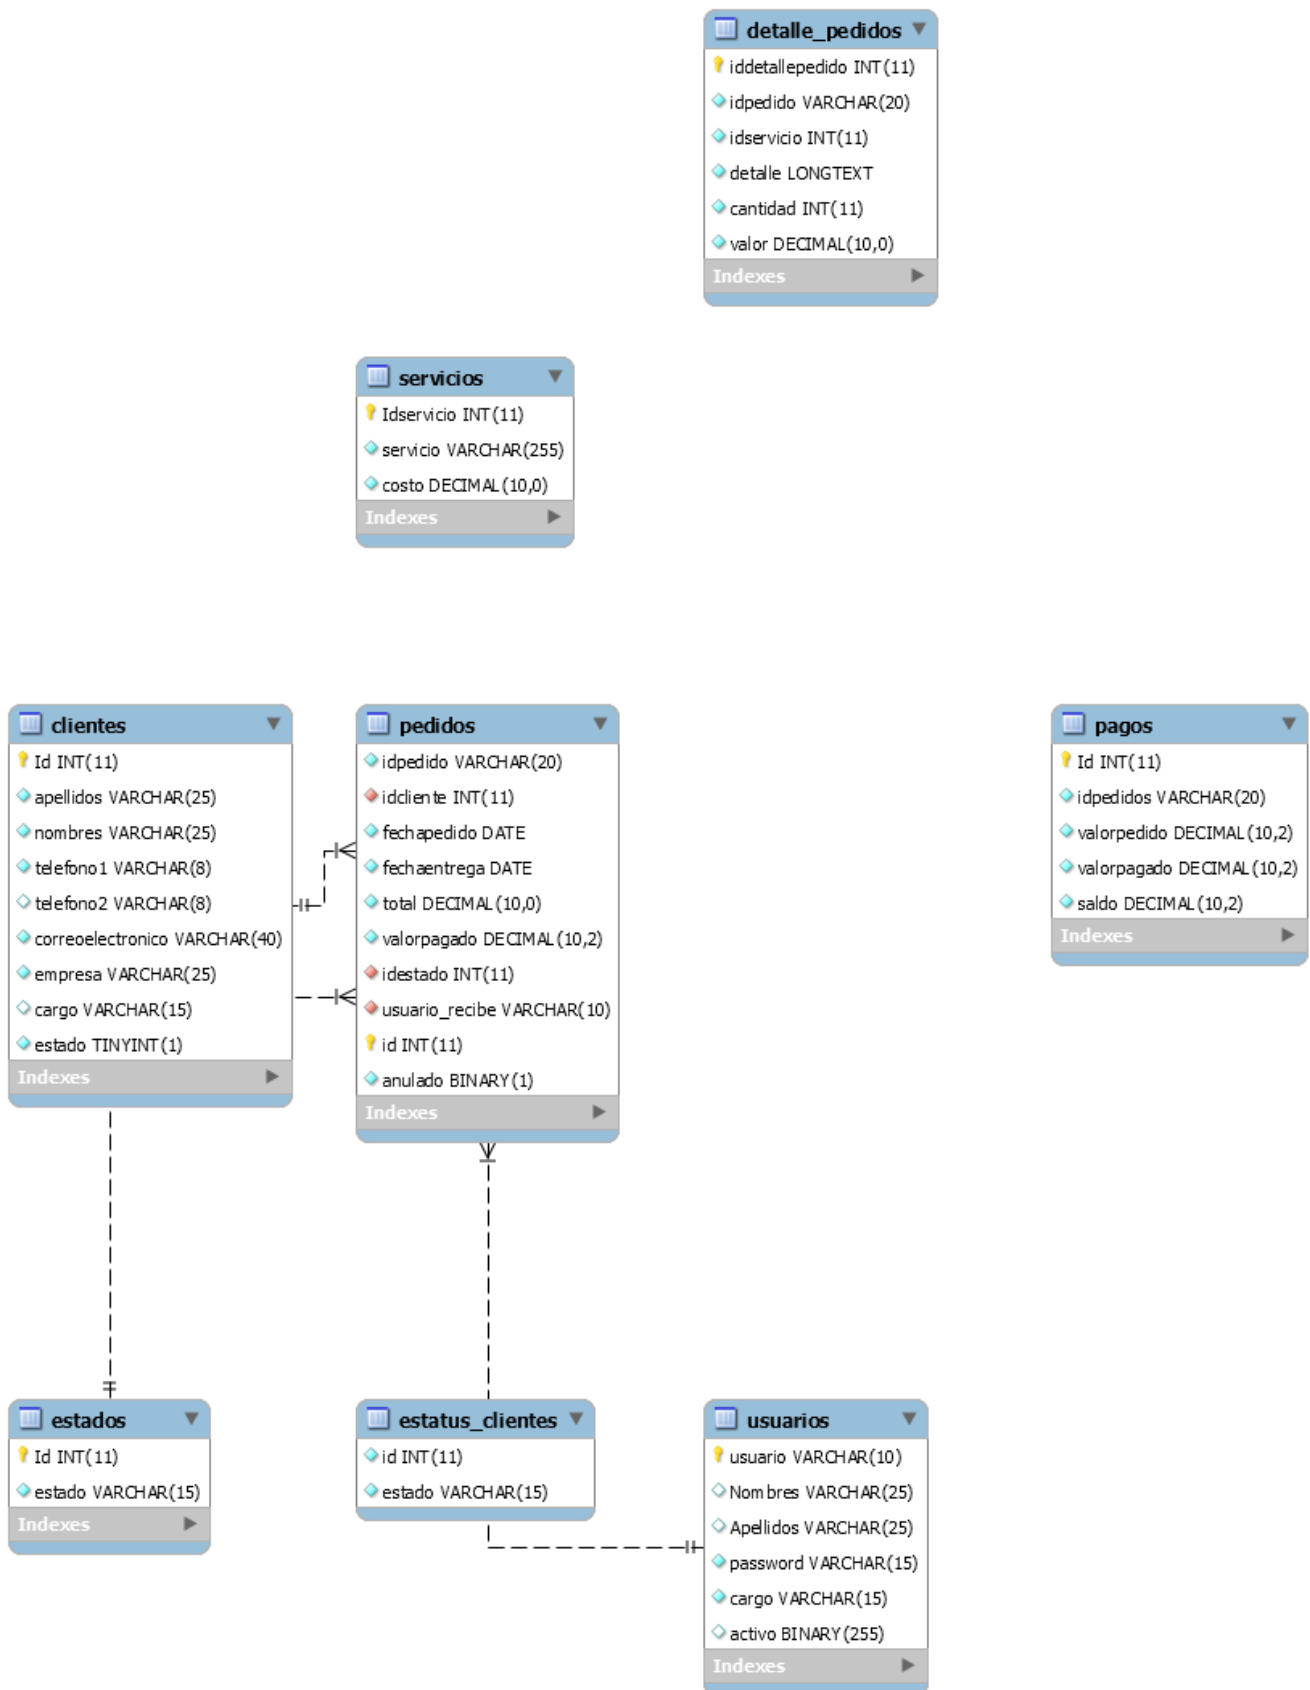 detalle_pedidos
iddetallepedido INT(11)
idpedido VARCHAR(20)
idservicio INT(11)
detalle LONGTEXT
cantidad INT(11)
valor DECIMAL(10,0)
Indexes
servicios
Idservicio INT(11)
servicio VARCHAR(255)
costo DECIMAL(10,0)
Indexes
clientes
Id INT(11)
apellidos VARCHAR(25)
nombres VARCHAR(25)
telefono1 VARCHAR(8)
telefono2 VARCHAR(8)
correoelectronico VARCHAR(40)
empresa VARCHAR(25)
cargo VARCHAR(15)
estado TINYINT(1)
Indexes
pedidos
idpedido VARCHAR(20)
idcliente INT(11)
fechapedido DATE
fechaentrega DATE
total DECIMAL(10,0)
valorpagado DECIMAL(10,2)
idestado INT(11)
usuario_recibe VARCHAR(10)
id INT(11)
anulado BINARY(1)
Indexes
pagos
Id INT(11)
idpedidos VARCHAR(20)
valorpedido DECIMAL(10,2)
valorpagado DECIMAL(10,2)
saldo DECIMAL(10,2)
Indexes
estados
Id INT(11)
estado VARCHAR(15)
Indexes
estatus_clientes
id INT(11)
estado VARCHAR(15)
usuarios
usuario VARCHAR(10)
Nombres VARCHAR(25)
Apellidos VARCHAR(25)
password VARCHAR(15)
cargo VARCHAR(15)
activo BINARY(255)
Indexes